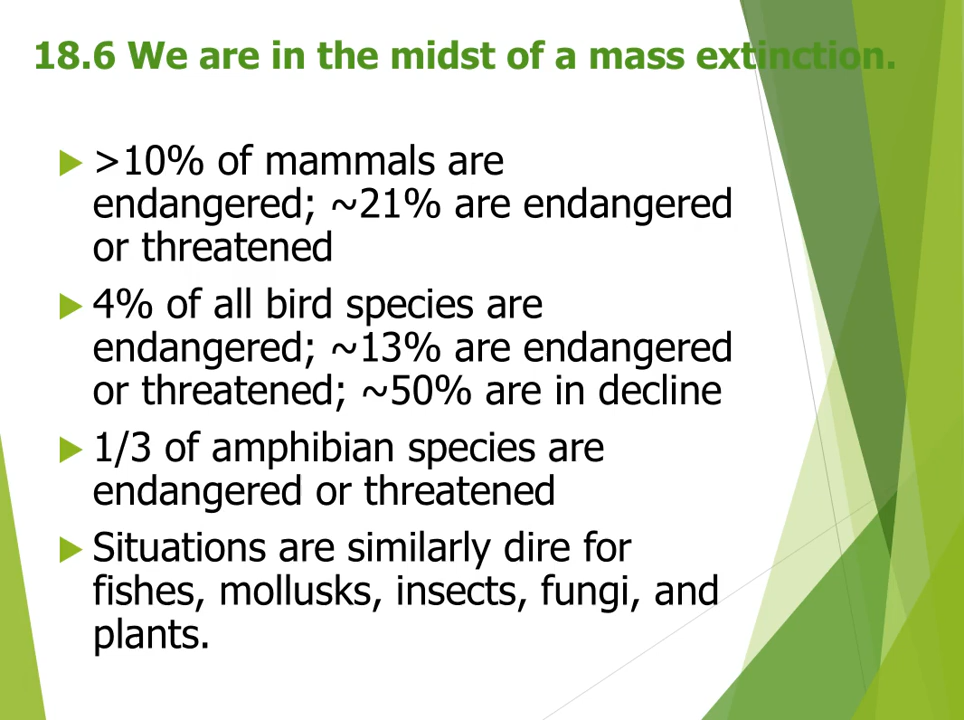 18.6 We are in the midst of a mass extinction.
>10% of mammals are
endangered; ~21% are endangered
or threatened
4% of all bird species are
endangered; ~13% are endangered
or threatened; ~50% are in decline
1/3 of amphibian species are
endangered or threatened
Situations are similarly dire for
fishes, mollusks, insects, fungi, and
plants.